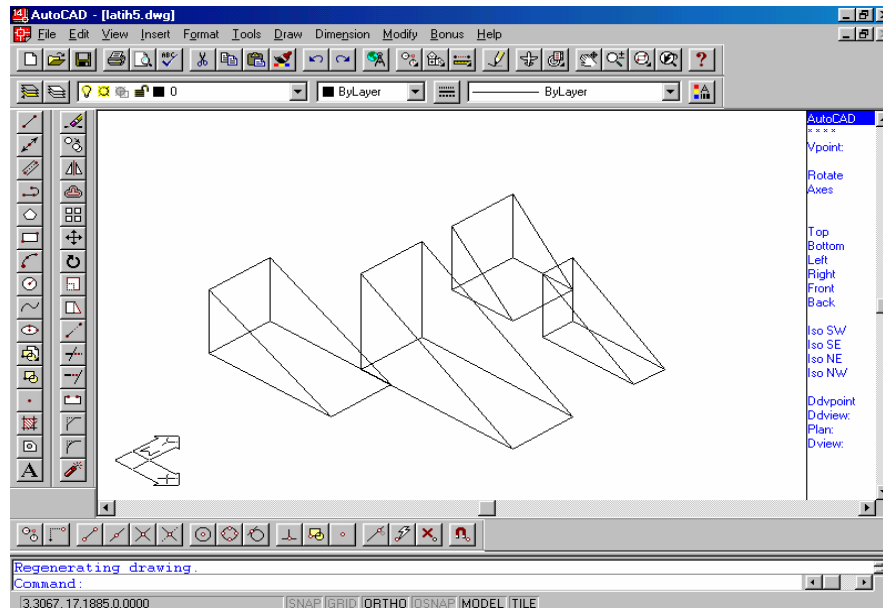 AutoCAD - [latih5.dwg]
File Edit View Insert Format Tools Draw Dimension Modify Bonus Help
ABC
?
0 ByLayer ByLayer A
AutoCAD
* * * *
Vpoint:
Rotate
Axes
Top
Bottom
Left
Right
Front
Back
Iso SW
Iso SE
Iso NE
Iso NW
Ddvpoint
Ddview:
Plan:
Dview:
A
Regenerating drawing.
Command:
3.3067, 17.1885,0.0000 SNAP GRID ORTHO OSNAP MODEL TILE